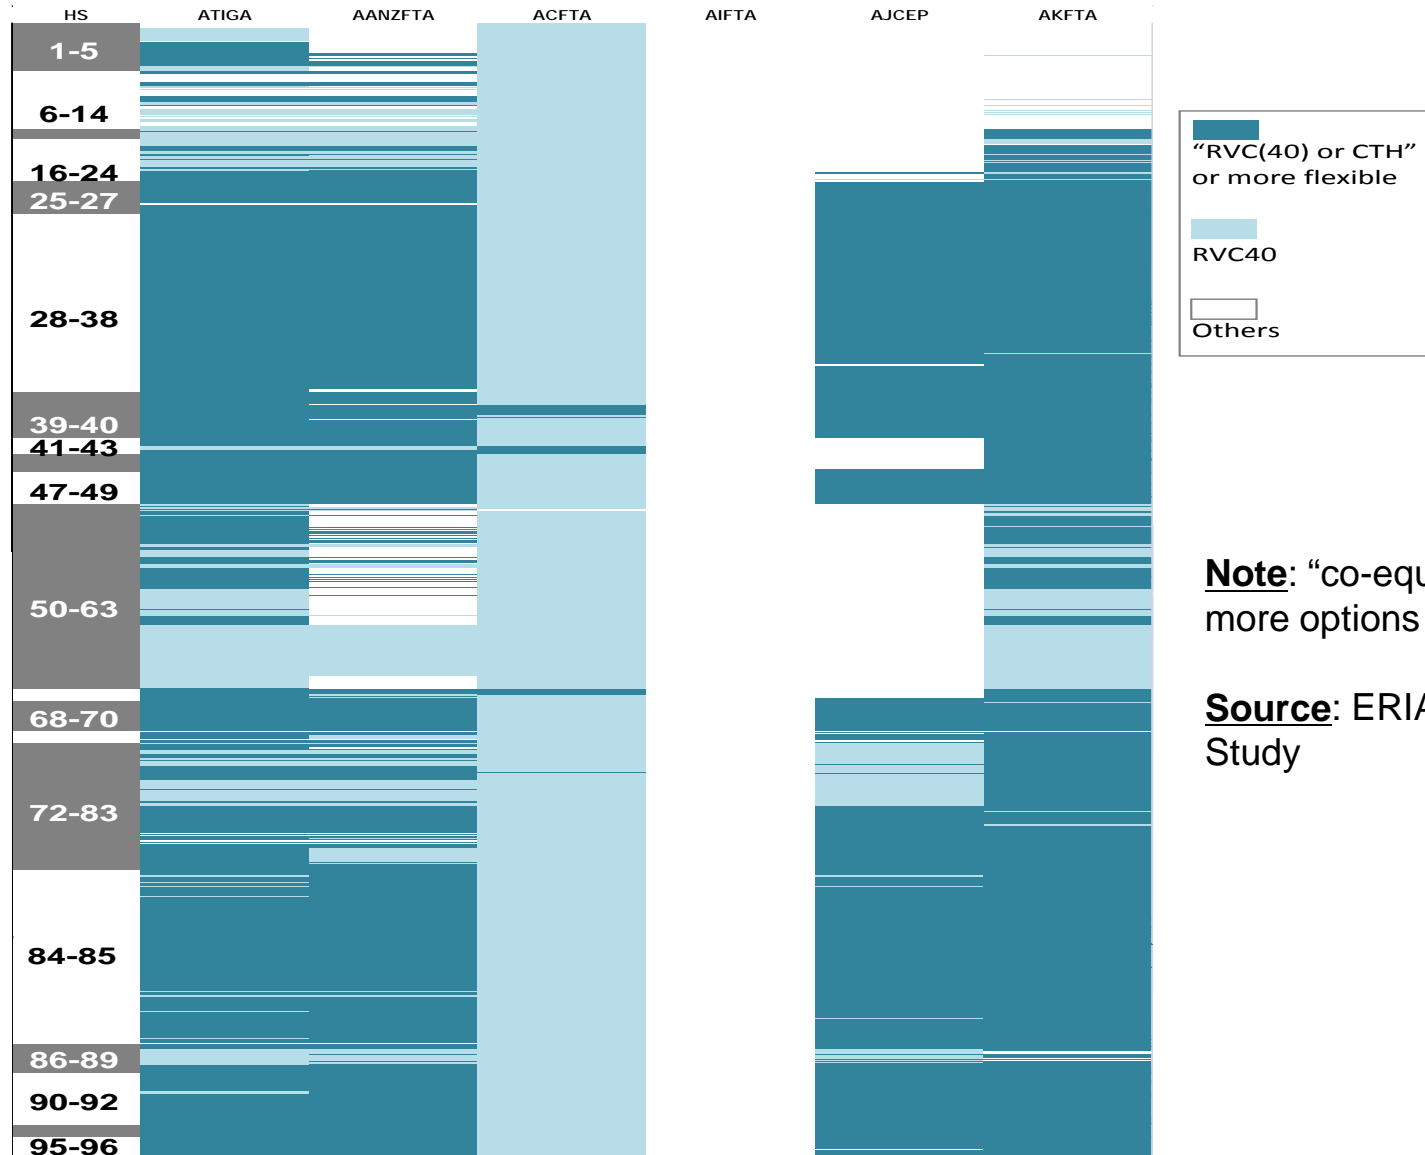 HS ATIGA AANZFTA ACFTA AIFTA AJCEP AKFTA
1-5
6-14
16-24
25-27
28-38
39-40
41-43
47-49
50-63
68-70
72-83
84-85
86-89
90-92
95-96
“RVC(40) or CTH”
or more flexible
RVC40
Others
Note: “co-equ
more options
Source: ERIA
Study